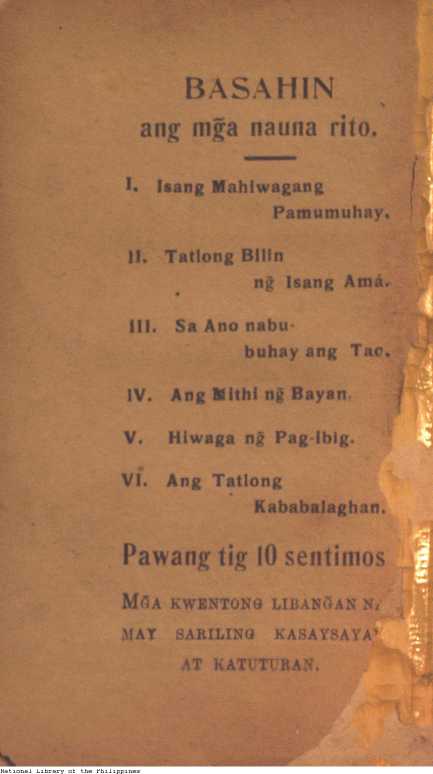 BASAHIN
ang mg̃a nauna rito.
I. Isang Mahiwagang
Pamumuhay.
II. Tatlong Bilin
ng̃ Isang Amá.
III. Sa Ano nabu-
buhay ang Tao.
IV. Ang Mithi ng̃ Bayan.
V. Hiwaga ng̃ Pag-ibig.
VI. Ang Tatlong
Kababalaghan.
Pawang tig 10 sentimos
MG̃A KWENTONG LIBANG̃AN
MAY SARILING
AT KATUTURAN.
National Library of the Philippines